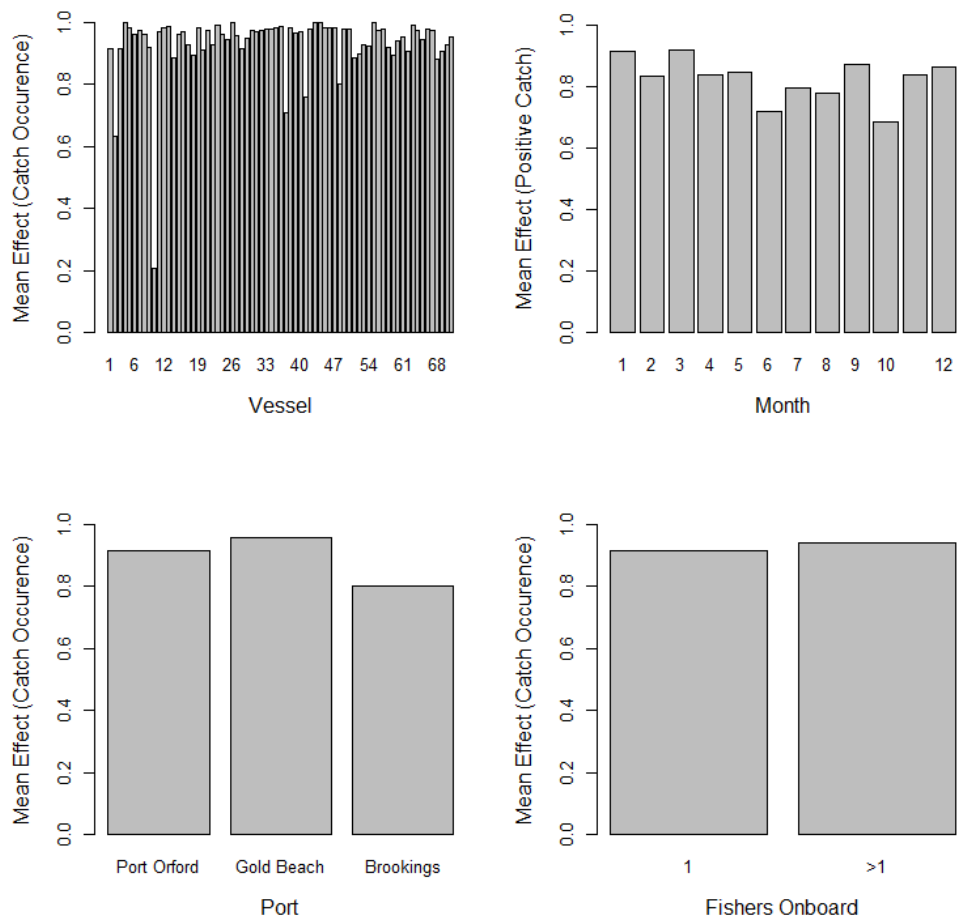 Mean Effect (Catch Occurence)
0.0 0.2 0.4 0.6 0.8 1.0
1 6 12 19 26 33 40 47 54 61 68
Vessel
Mean Effect (Positive Catch)
0.0 0.2 0.4 0.6 0.8 1.0
1 2 3 4 5 6 7 8 9 10 12
Month
Mean Effect (Catch Occurence)
0.0 0.2 0.4 0.6 0.8 1.0
Port Orford Gold Beach Brookings
Port
Mean Effect (Catch Occurence)
0.0 0.2 0.4 0.6 0.8 1.0
1 >1
Fishers Onboard